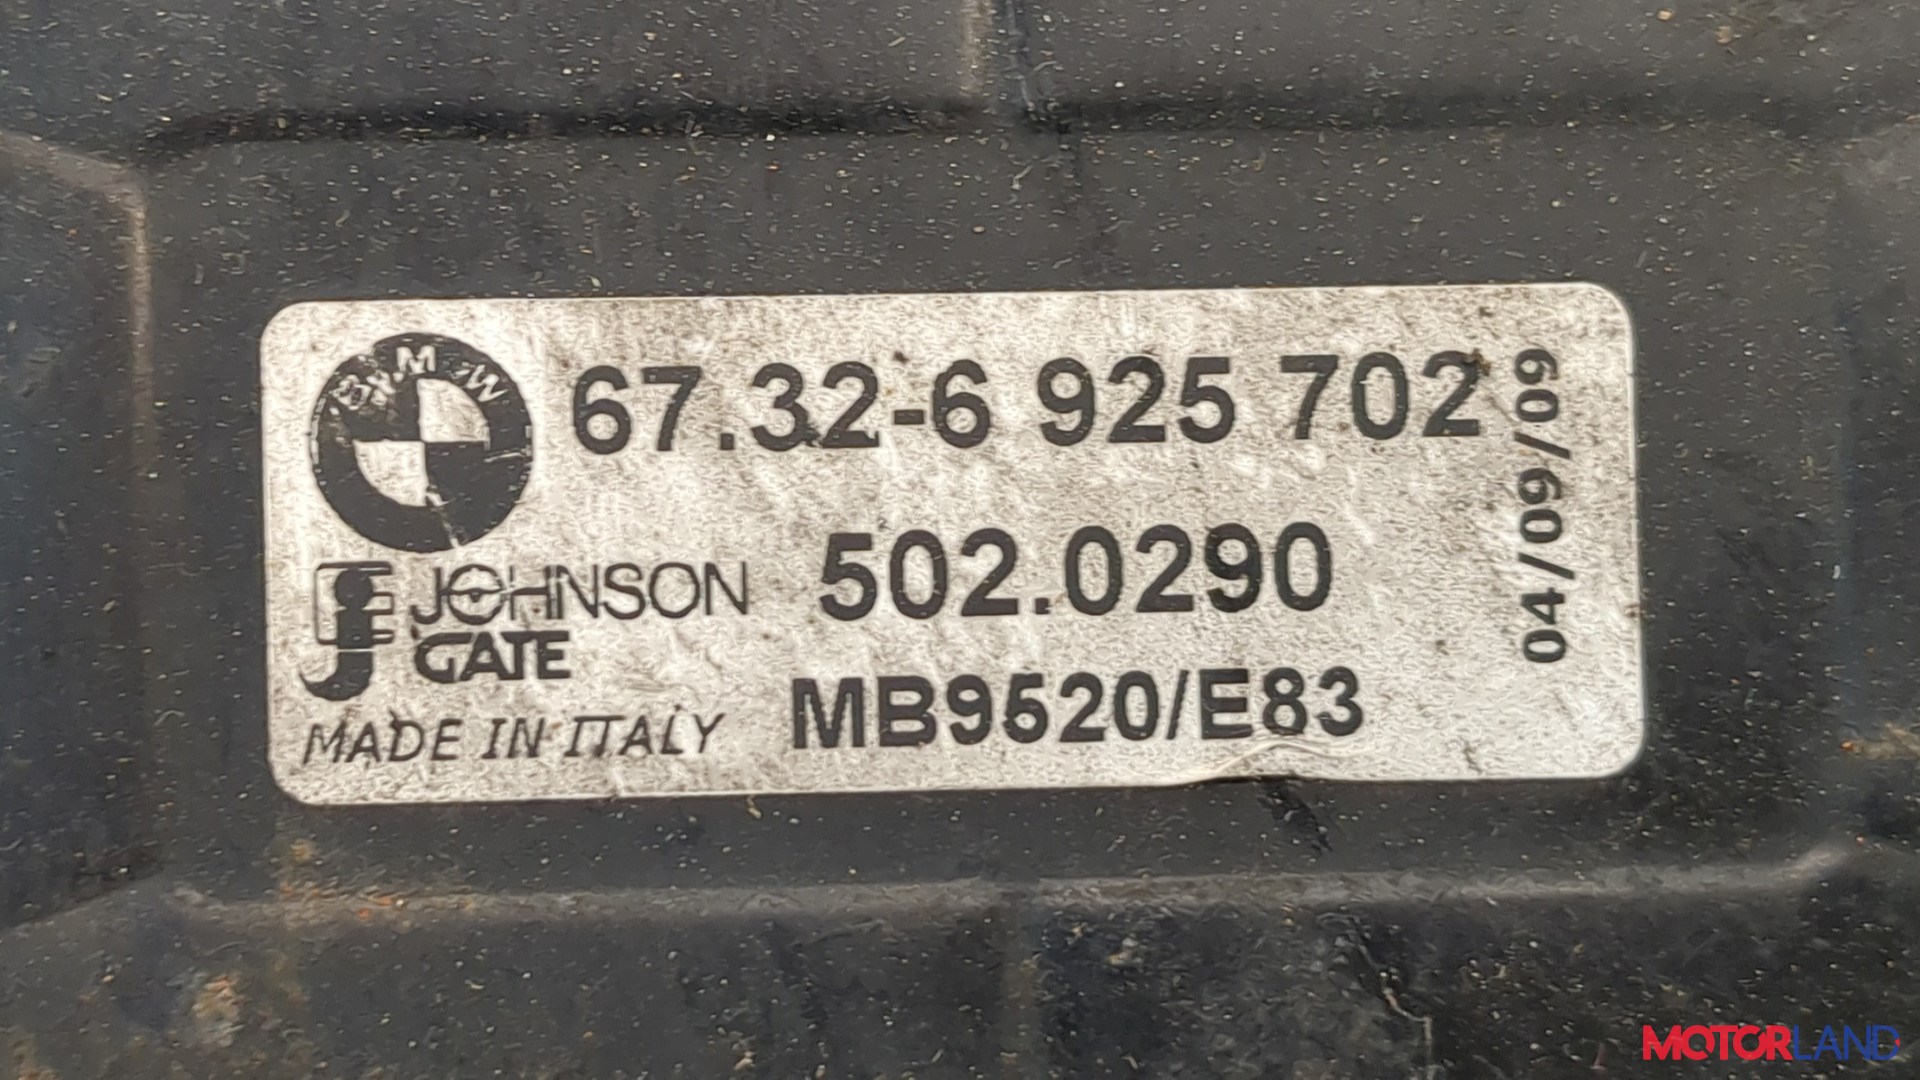 BMW
67.32-6 925 702
04/09/09
502.0290
JOHNSON
GATE
MADE IN ITALY
MB9520/E83
MOTORLAND